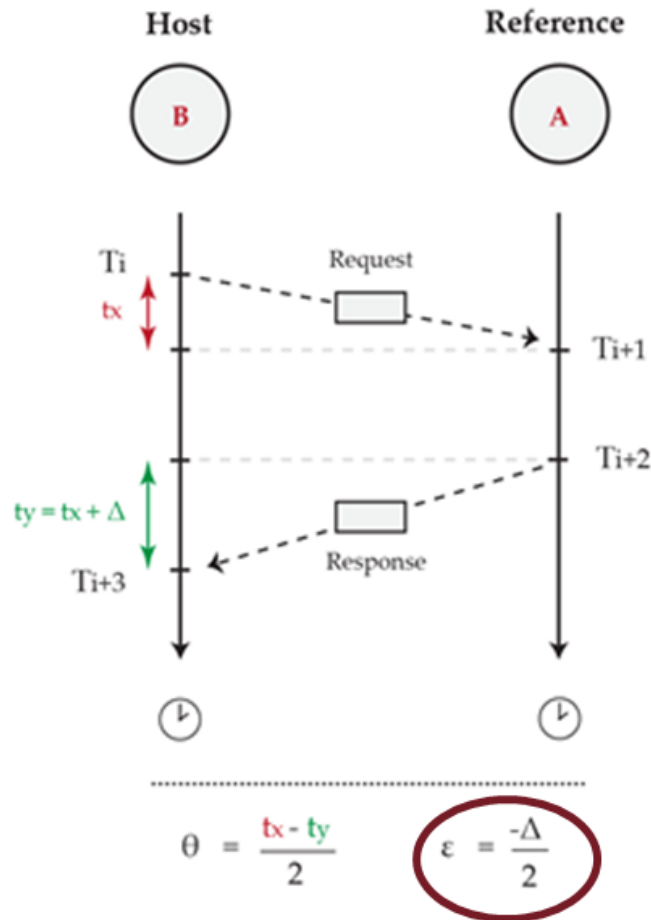 Host Reference
B A
Ti
Request
tx
Ti+1
Ti+2
ty = tx + Δ
Response
Ti+3
θ = tx - ty / 2
ε = -Δ / 2